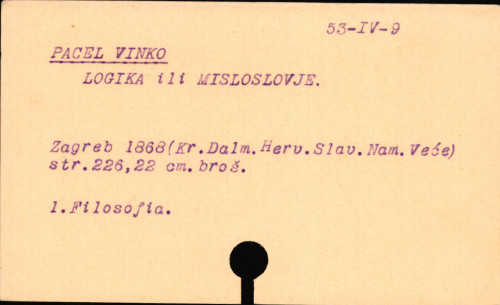 53-IV-9
PACEL VINKO
LOGIKA ili MISLOSLOVJE.
Zagreb 1868(Kr.Dalm.Herv.Slav.Nam.Veće)
str.226,22 cm.broš.
1.Filosofia.